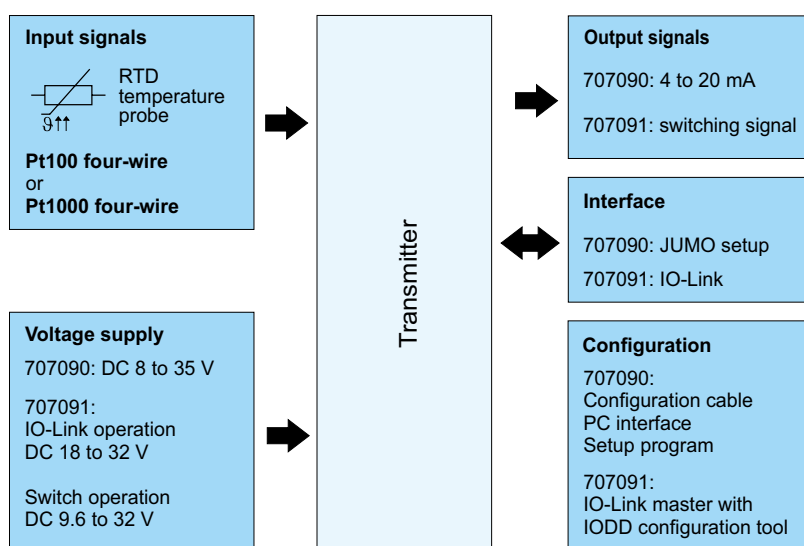 Input signals
RTD
temperature
probe
ϑ↑↑
Pt100 four-wire
or
Pt1000 four-wire
Voltage supply
707090: DC 8 to 35 V
707091:
IO-Link operation
DC 18 to 32 V
Switch operation
DC 9.6 to 32 V
Transmitter
Output signals
707090: 4 to 20 mA
707091: switching signal
Interface
707090: JUMO setup
707091: IO-Link
Configuration
707090:
Configuration cable
PC interface
Setup program
707091:
IO-Link master with
IODD configuration tool